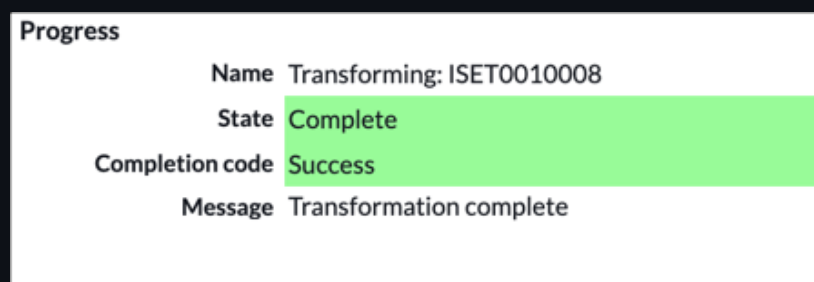 Progress
Name Transforming: ISET0010008
State Complete
Completion code Success
Message Transformation complete